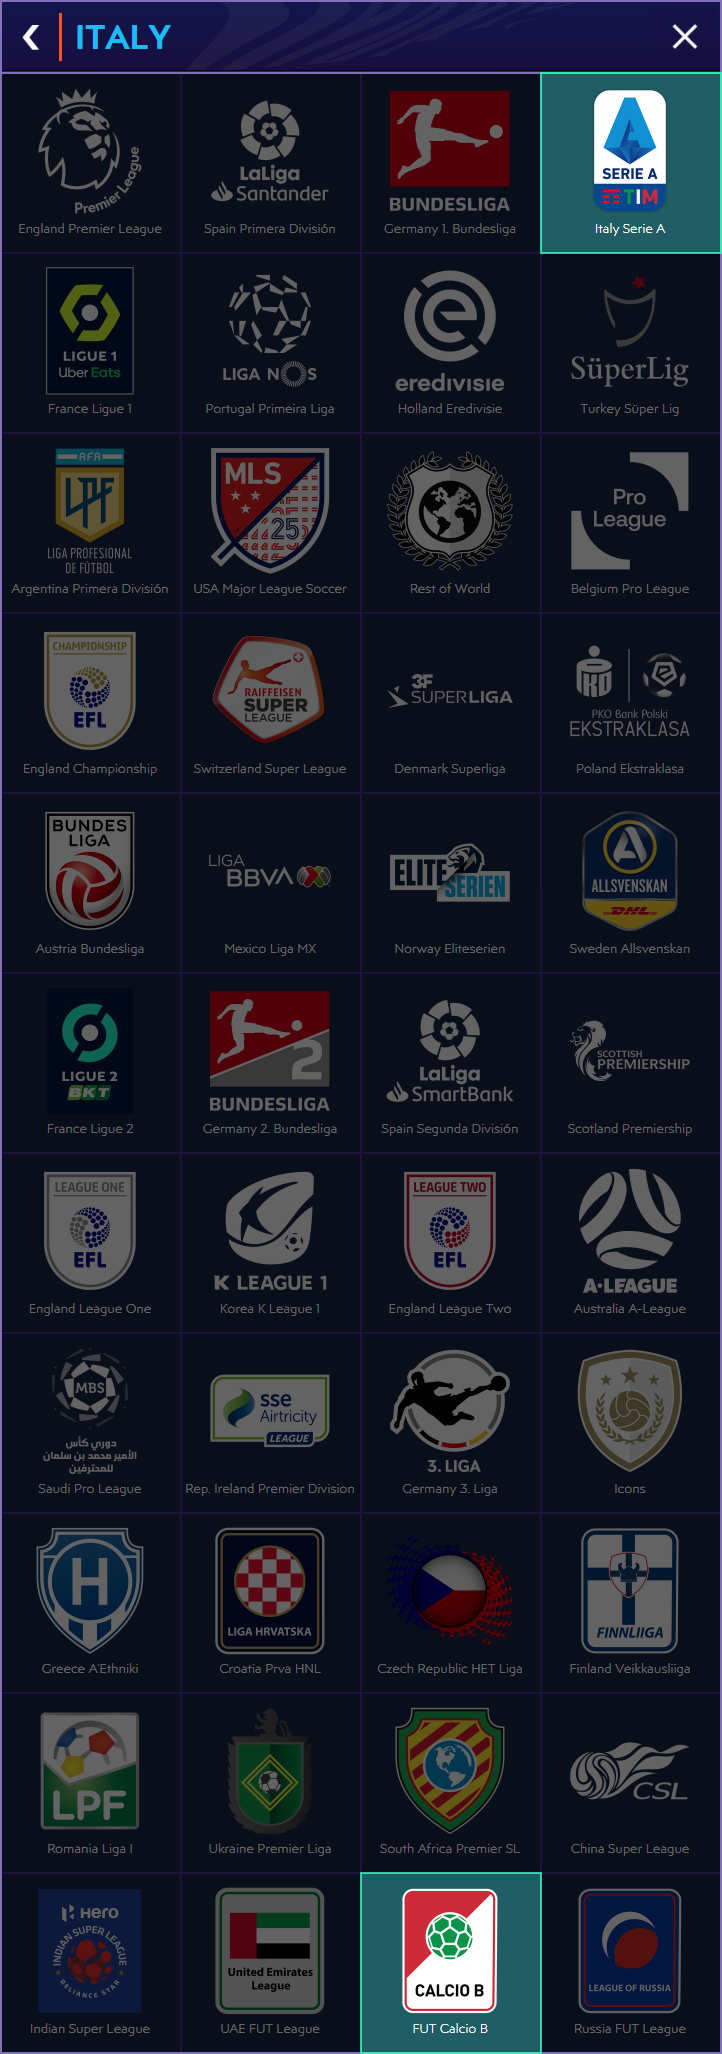 ITALY
Premier League
England Premier League
LaLiga
Santander
Spain Primera División
BUNDESLIGA
Germany 1. Bundesliga
SERIE A
TIM
Italy Serie A
LIGUE 1
Uber Eats
France Ligue 1
LIGA NOS
Portugal Primeira Liga
eredivisie
Holland Eredivisie
SüperLig
Turkey Süper Lig
AFA
LPF
LIGA PROFESIONAL
DE FÚTBOL
Argentina Primera División
MLS
25
USA Major League Soccer
Rest of World
Pro
League
Belgium Pro League
CHAMPIONSHIP
EFL
England Championship
RAIFFEISEN
SUPER
LEAGUE
Switzerland Super League
3F
SUPERLIGA
Denmark Superliga
PKO Bank Polski
EKSTRAKLASA
Poland Ekstraklasa
BUNDES
LIGA
Austria Bundesliga
LIGA
BBVA
Mexico Liga MX
ELITE
SERIEN
Norway Eliteserien
ALLSVENSKAN
DHL
Sweden Allsvenskan
LIGUE 2
BKT
France Ligue 2
2
BUNDESLIGA
Germany 2. Bundesliga
LaLiga
SmartBank
Spain Segunda División
SCOTTISH
PREMIERSHIP
Scotland Premiership
LEAGUE ONE
EFL
England League One
K LEAGUE 1
Korea K League 1
LEAGUE TWO
EFL
England League Two
A-LEAGUE
Australia A-League
MBS
دوري كأس
الأمير محمد بن سلمان
للمحترفين
Saudi Pro League
sse
Airtricity
LEAGUE
Rep. Ireland Premier Division
3. LIGA
Germany 3. Liga
Icons
H
Greece A'Ethniki
LIGA HRVATSKA
Croatia Prva HNL
Czech Republic HET Liga
FINNLIIGA
Finland Veikkausliiga
LPF
Romania Liga I
Ukraine Premier Liga
South Africa Premier SL
CSL
China Super League
Hero
INDIAN SUPER LEAGUE
RELIANCE STAR
Indian Super League
United Emirates
League
UAE FUT League
CALCIO B
FUT Calcio B
LEAGUE OF RUSSIA
Russia FUT League